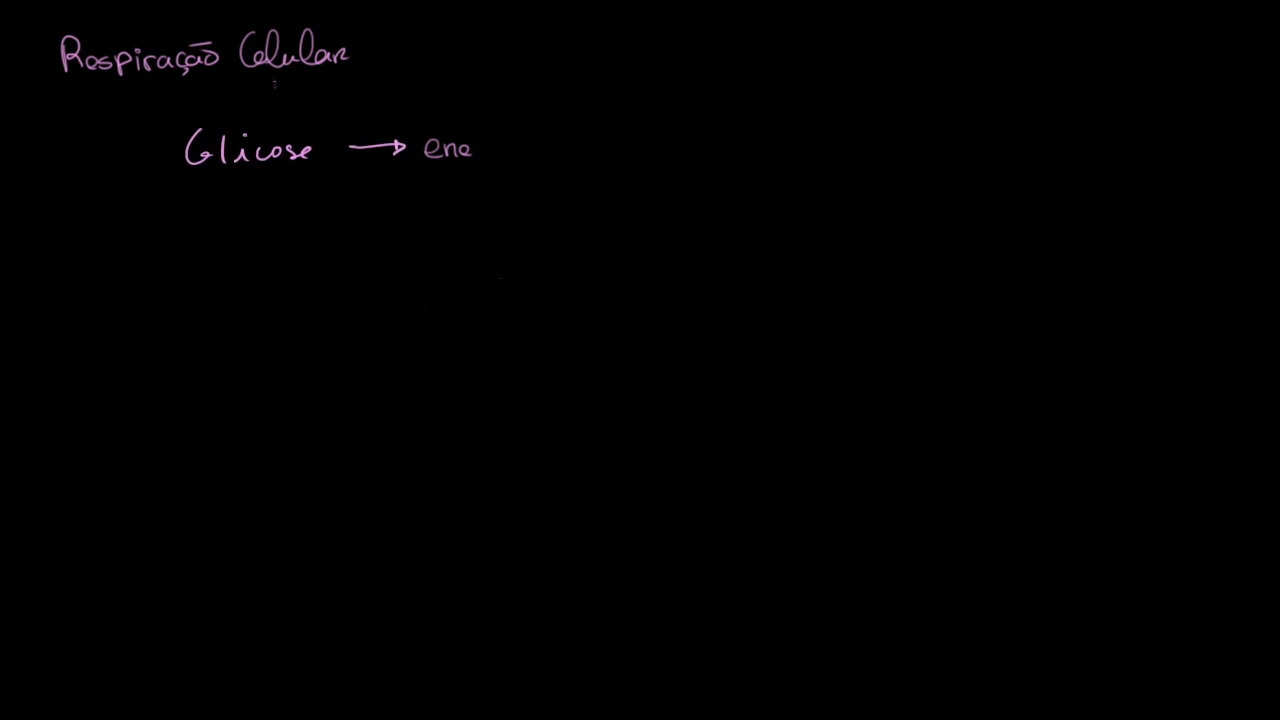 Respiração Celular
Glicose → ene